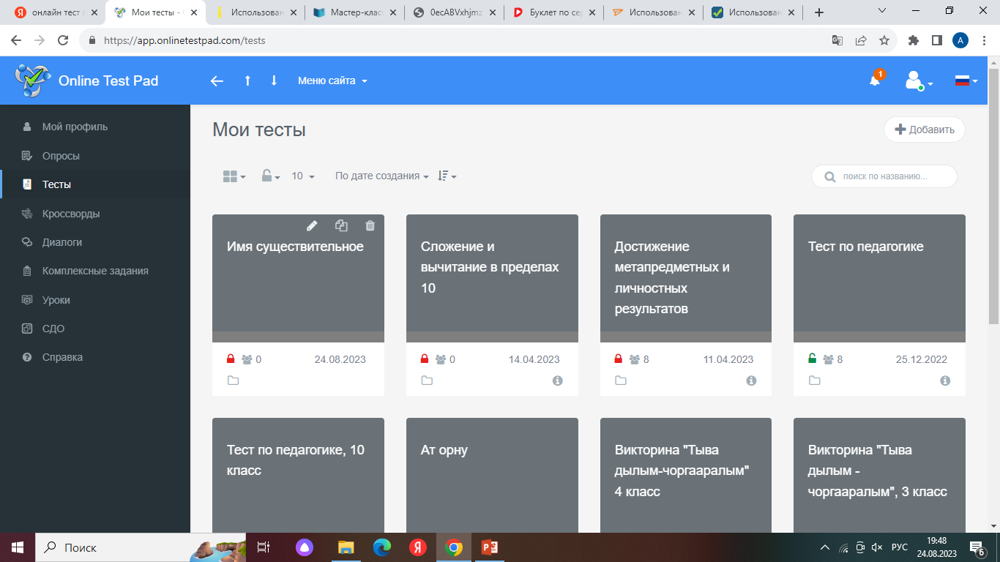 онлайн тест п
Мои тесты - О
Использован
Мастер-клас
0ecABVxhjmz
Буклет по се
Использован
Использован
https://app.onlinetestpad.com/tests
A
Online Test Pad
Меню сайта
1
Мой профиль
Опросы
Тесты
Кроссворды
Диалоги
Комплексные задания
Уроки
СДО
Справка
Мои тесты
Добавить
10
По дате создания
поиск по названию...
Имя существительное
0
24.08.2023
Сложение и
вычитание в пределах
10
0
14.04.2023
Достижение
метапредметных и
личностных
результатов
8
11.04.2023
Тест по педагогике
8
25.12.2022
Тест по педагогике, 10
класс
Ат орну
Викторина "Тыва
дылым-чоргааралым"
4 класс
Викторина "Тыва
дылым -
чоргааралым", 3 класс
Поиск
РУС
19:48
24.08.2023
6